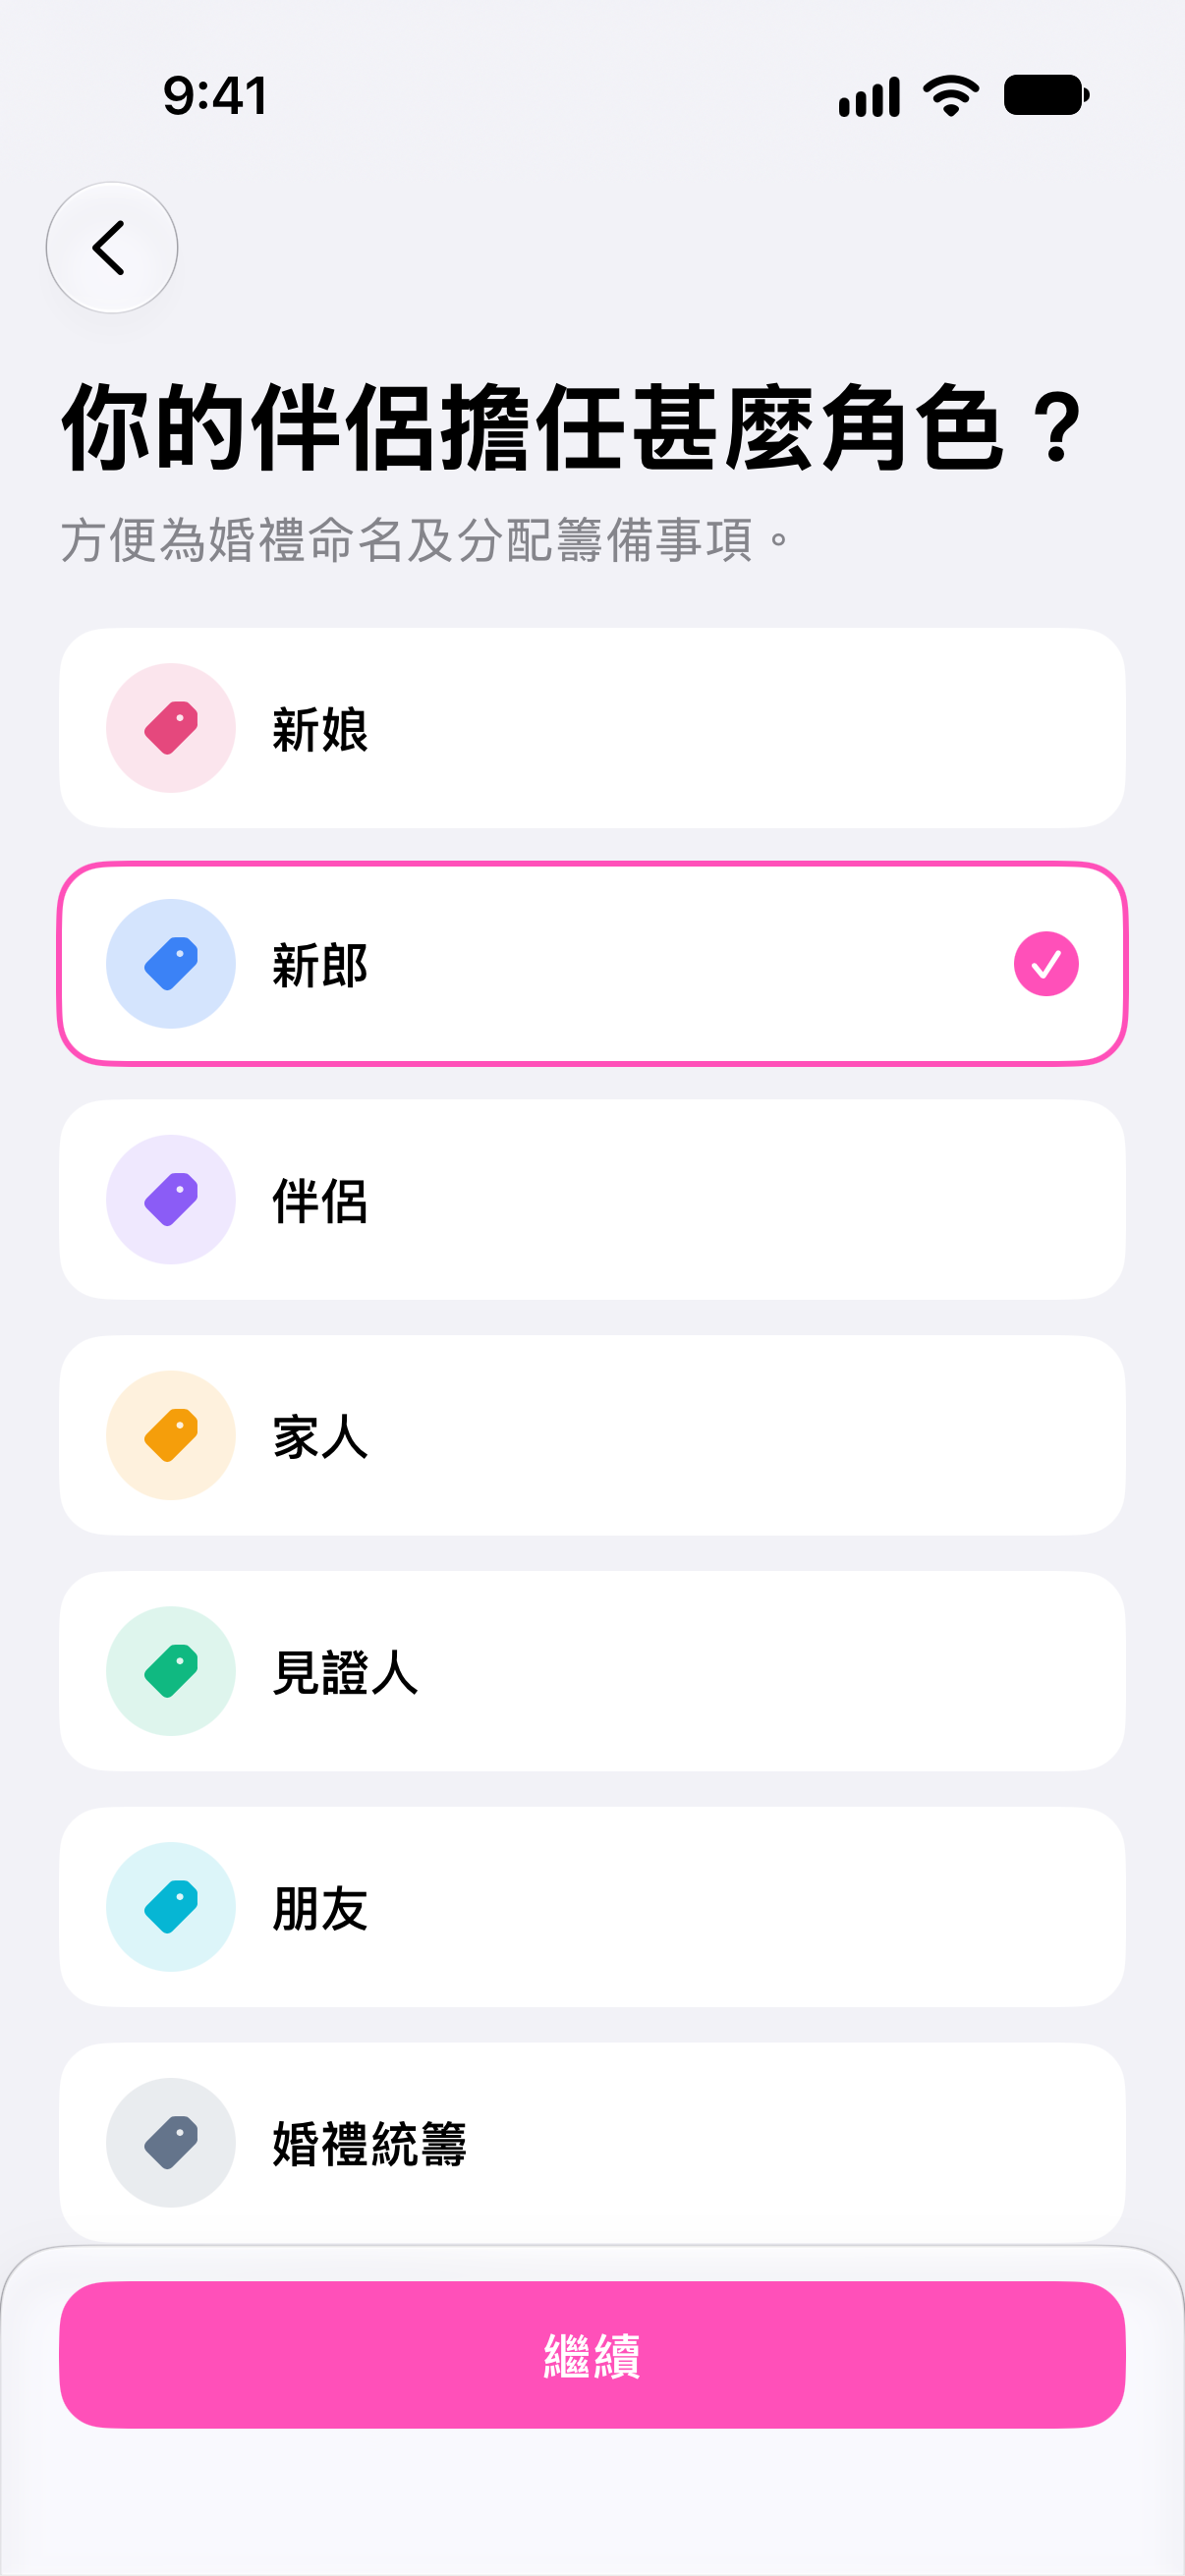 9:41
你的伴侶擔任甚麼角色？
方便為婚禮命名及分配籌備事項。
新娘
新郎
伴侶
家人
見證人
朋友
婚禮統籌
繼續